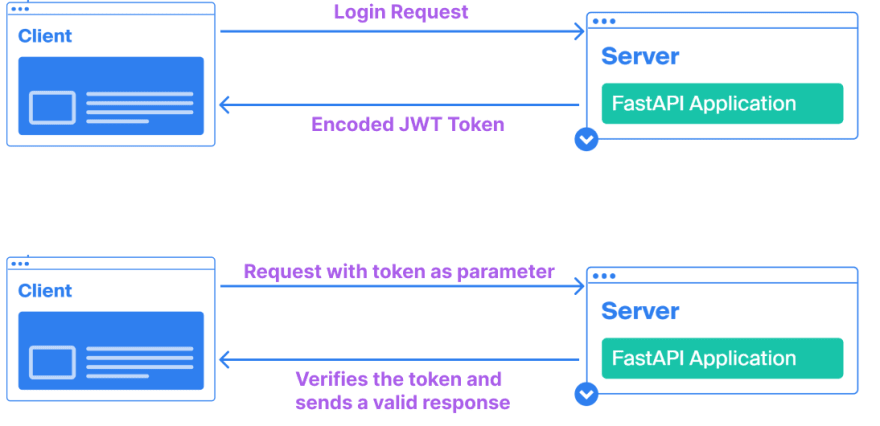 Login Request
Client
Server
FastAPI Application
Encoded JWT Token
Request with token as parameter
Client
Server
FastAPI Application
Verifies the token and
sends a valid response